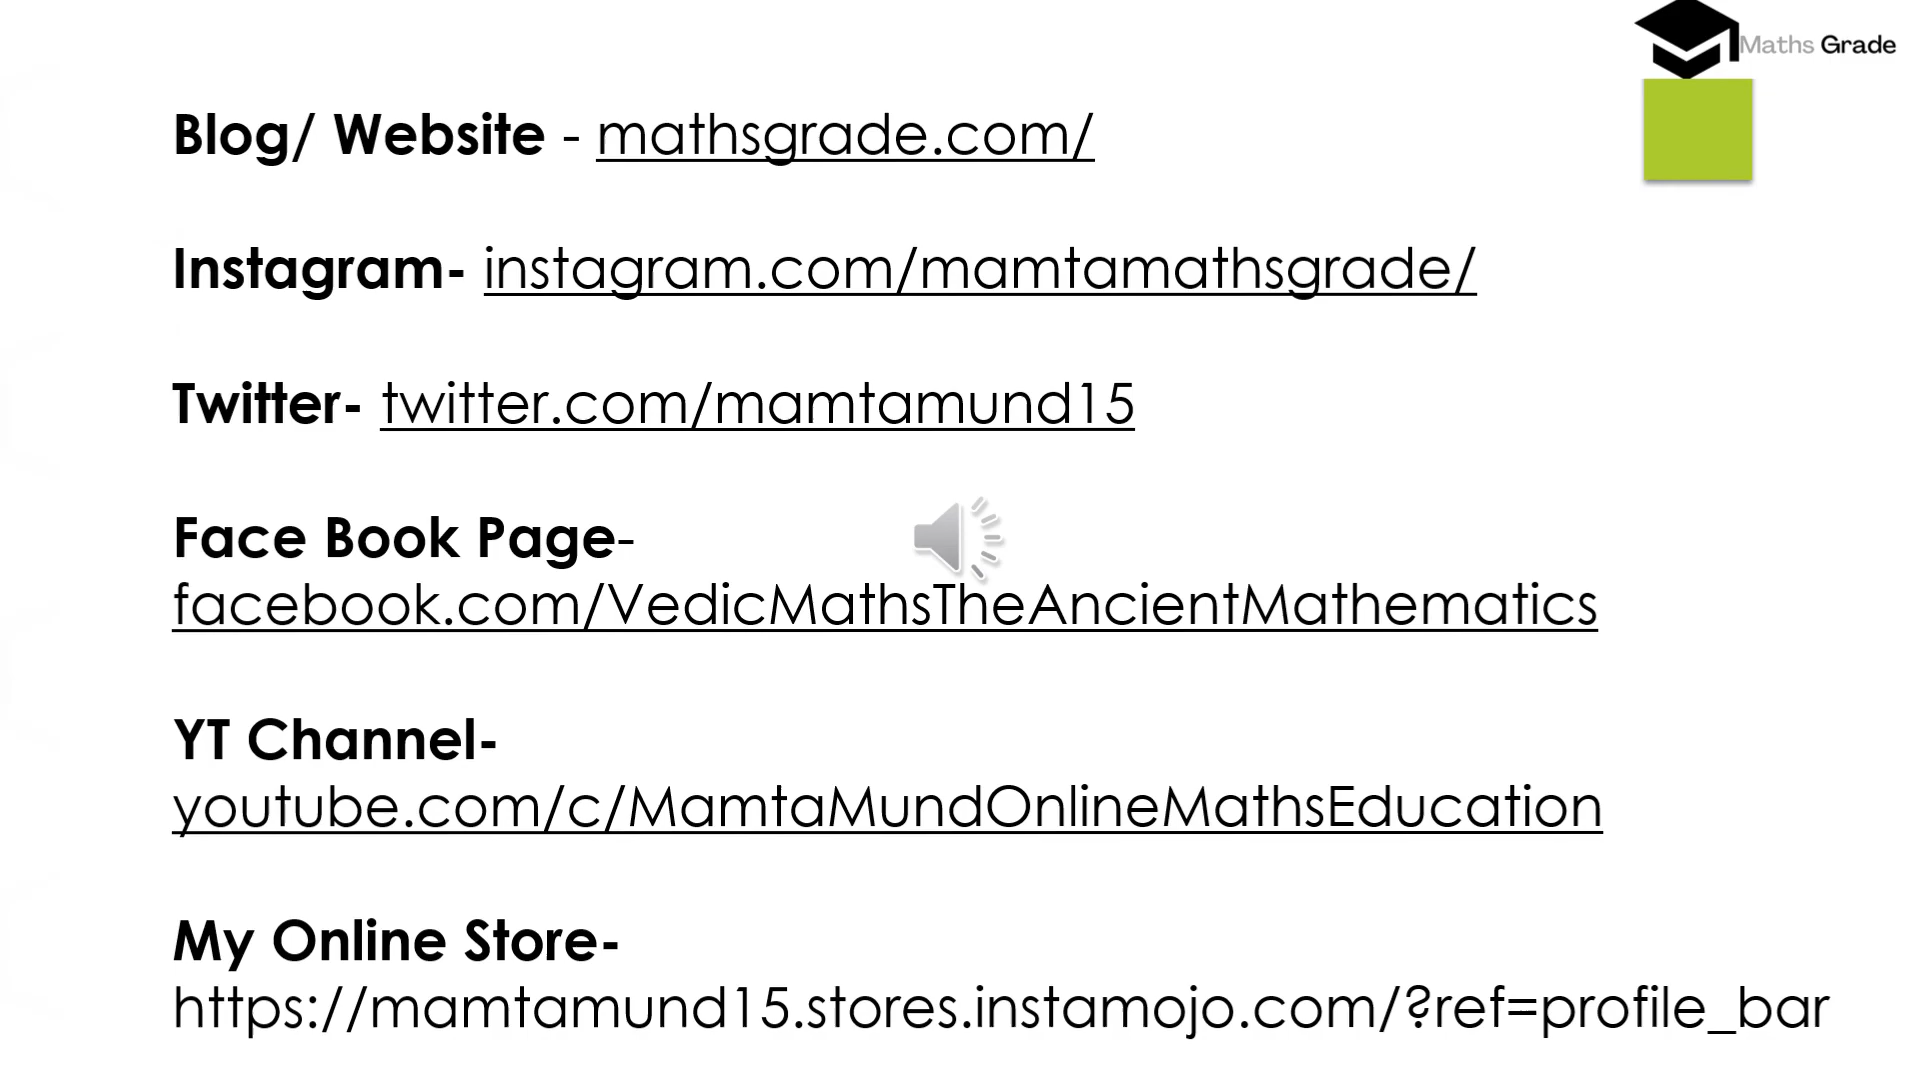 Maths Grade
Blog/ Website - mathsgrade.com/
Instagram- instagram.com/mamtamathsgrade/
Twitter- twitter.com/mamtamund15
Face Book Page-
facebook.com/VedicMathsTheAncientMathematics
YT Channel-
youtube.com/c/MamtaMundOnlineMathsEducation
My Online Store-
https://mamtamund15.stores.instamojo.com/?ref=profile_bar